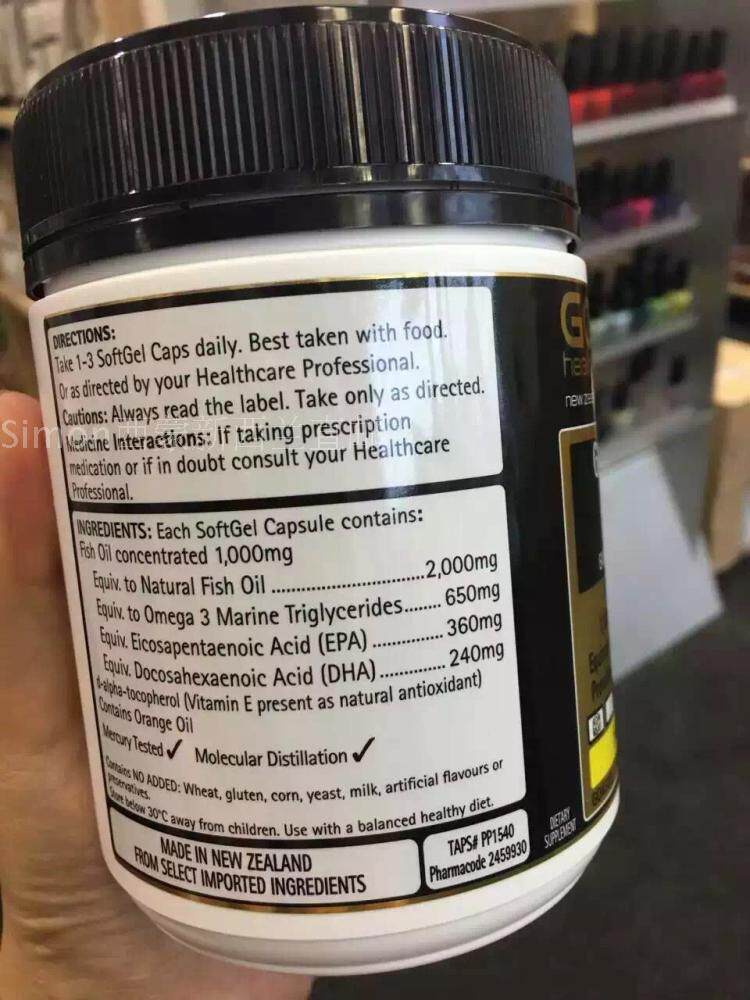 DIRECTIONS:
Take 1-3 SoftGel Caps daily. Best taken with food.
Or as directed by your Healthcare Professional.
Cautions: Always read the label. Take only as directed.
Medicine Interactions: If taking prescription
medication or if in doubt consult your Healthcare
Professional.
INGREDIENTS: Each SoftGel Capsule contains:
Fish Oil concentrated 1,000mg
Equiv. to Natural Fish Oil ............................2,000mg
Equiv. to Omega 3 Marine Triglycerides........ 650mg
Equiv. Eicosapentaenoic Acid (EPA) ............... 360mg
Equiv. Docosahexaenoic Acid (DHA)............. 240mg
d-alpha-tocopherol (Vitamin E present as natural antioxidant)
Contains Orange Oil
Mercury Tested ✓ Molecular Distillation ✓
Contains NO ADDED: Wheat, gluten, corn, yeast, milk, artificial flavours or
preservatives.
Store below 30°C away from children. Use with a balanced healthy diet.
MADE IN NEW ZEALAND
FROM SELECT IMPORTED INGREDIENTS
TAPS# PP1540
Pharmacode 2459930
DIETARY
SUPPLEMENT
Simon